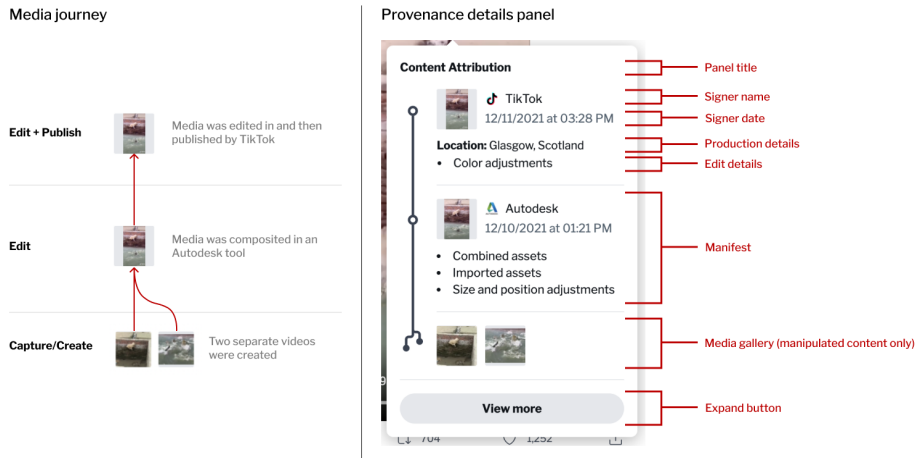 Media journey
Edit + Publish
Media was edited in and then
published by TikTok
Edit
Media was composited in an
Autodesk tool
Capture/Create
Two separate videos
were created
Provenance details panel
Content Attribution
TikTok
12/11/2021 at 03:28 PM
Location: Glasgow, Scotland
• Color adjustments
Autodesk
12/10/2021 at 01:21 PM
• Combined assets
• Imported assets
• Size and position adjustments
View more
704
1,252
Panel title
Signer name
Signer date
Production details
Edit details
Manifest
Media gallery (manipulated content only)
Expand button